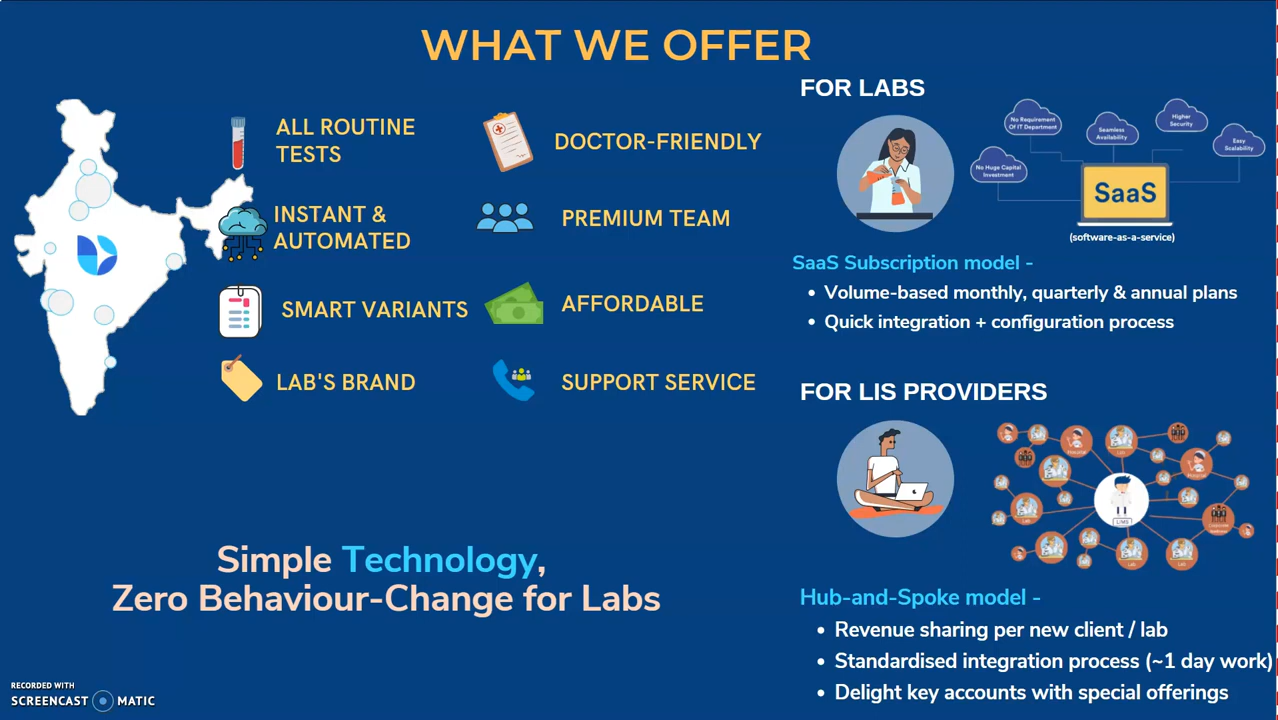 WHAT WE OFFER
ALL ROUTINE
TESTS
DOCTOR-FRIENDLY
INSTANT &
AUTOMATED
PREMIUM TEAM
SMART VARIANTS
AFFORDABLE
LAB'S BRAND
SUPPORT SERVICE
Simple Technology,
Zero Behaviour-Change for Labs
FOR LABS
No Requirement
Of IT Department
Seamless
Availability
Higher
Security
Easy
Scalability
No Huge Capital
Investment
SaaS
(software-as-a-service)
SaaS Subscription model -
• Volume-based monthly, quarterly & annual plans
• Quick integration + configuration process
FOR LIS PROVIDERS
LIMS
Lab
Lab
Hub-and-Spoke model -
• Revenue sharing per new client / lab
• Standardised integration process (~1 day work)
• Delight key accounts with special offerings
RECORDED WITH
SCREENCAST MATIC